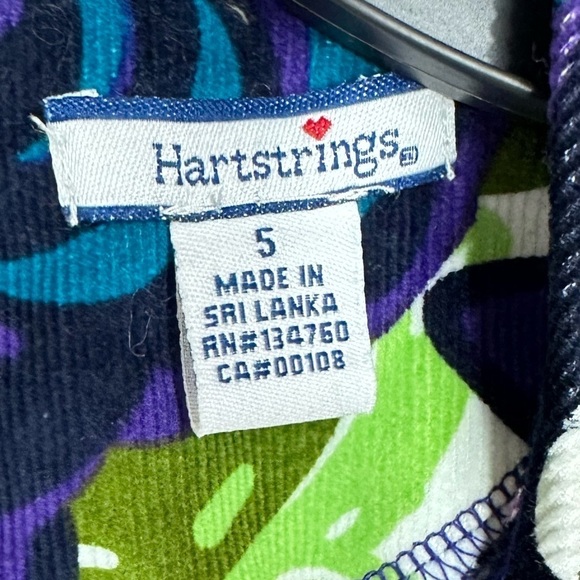 Hartstrings®
5
MADE IN
SRI LANKA
RN#134760
CA#00108